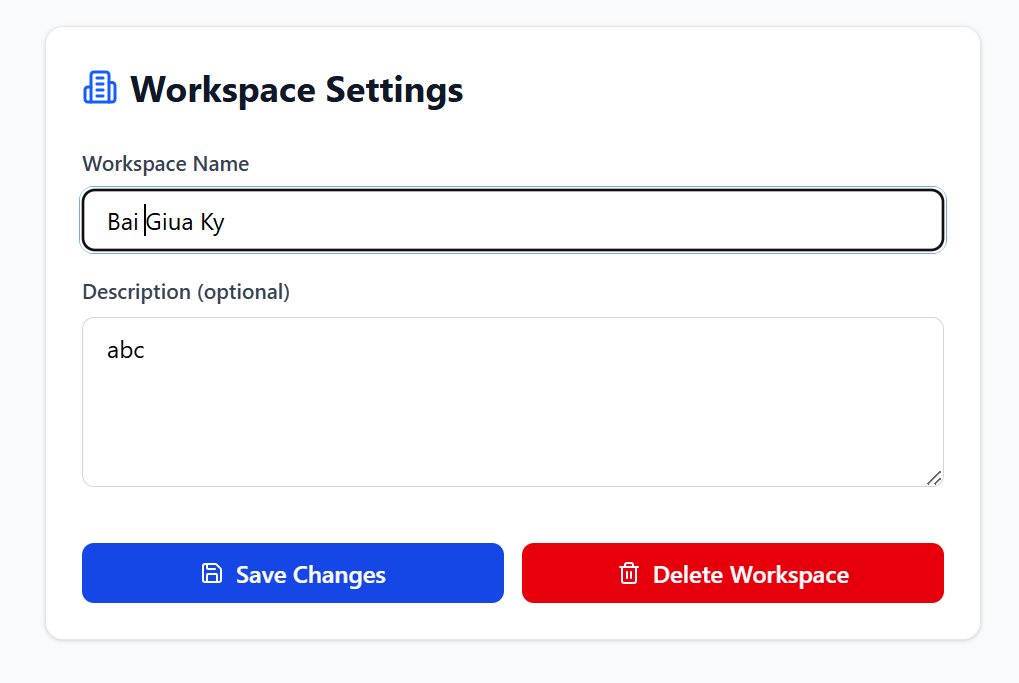 Workspace Settings
Workspace Name
Bai Giua Ky
Description (optional)
abc
Save Changes
Delete Workspace